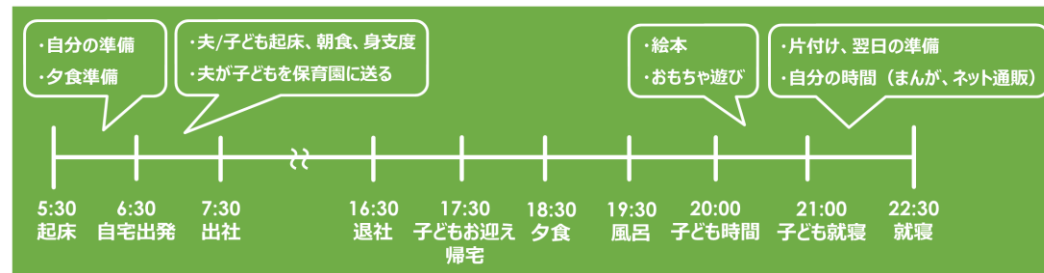 ・自分の準備
・夕食準備
・夫/子ども起床、朝食、身支度
・夫が子どもを保育園に送る
・絵本
・おもちゃ遊び
・片付け、翌日の準備
・自分の時間（まんが、ネット通販）
5:30
起床
6:30
自宅出発
7:30
出社
16:30
退社
17:30
子どもお迎え
帰宅
18:30
夕食
19:30
風呂
20:00
子ども時間
21:00
子ども就寝
22:30
就寝